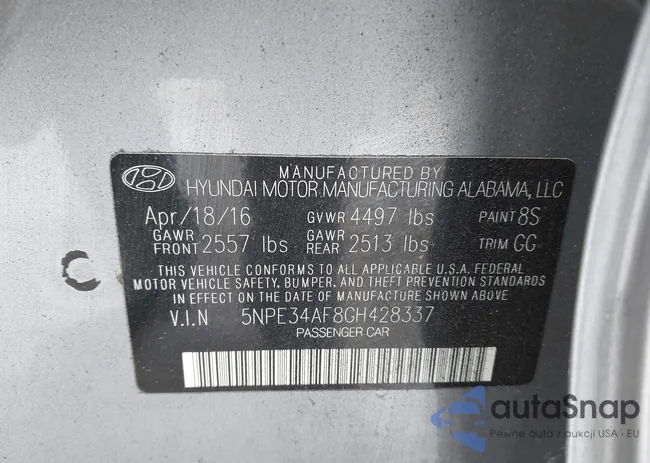 MANUFACTURED BY
HYUNDAI MOTOR MANUFACTURING ALABAMA, LLC
Apr/18/16 GVWR 4497 lbs PAINT 8S
GAWR FRONT 2557 lbs GAWR REAR 2513 lbs TRIM GG
THIS VEHICLE CONFORMS TO ALL APPLICABLE U.S.A. FEDERAL
MOTOR VEHICLE SAFETY, BUMPER, AND THEFT PREVENTION STANDARDS
IN EFFECT ON THE DATE OF MANUFACTURE SHOWN ABOVE
V.I.N 5NPE34AF8GH428337
PASSENGER CAR
C
autaSnap
Pewne auta z aukcji USA i EU